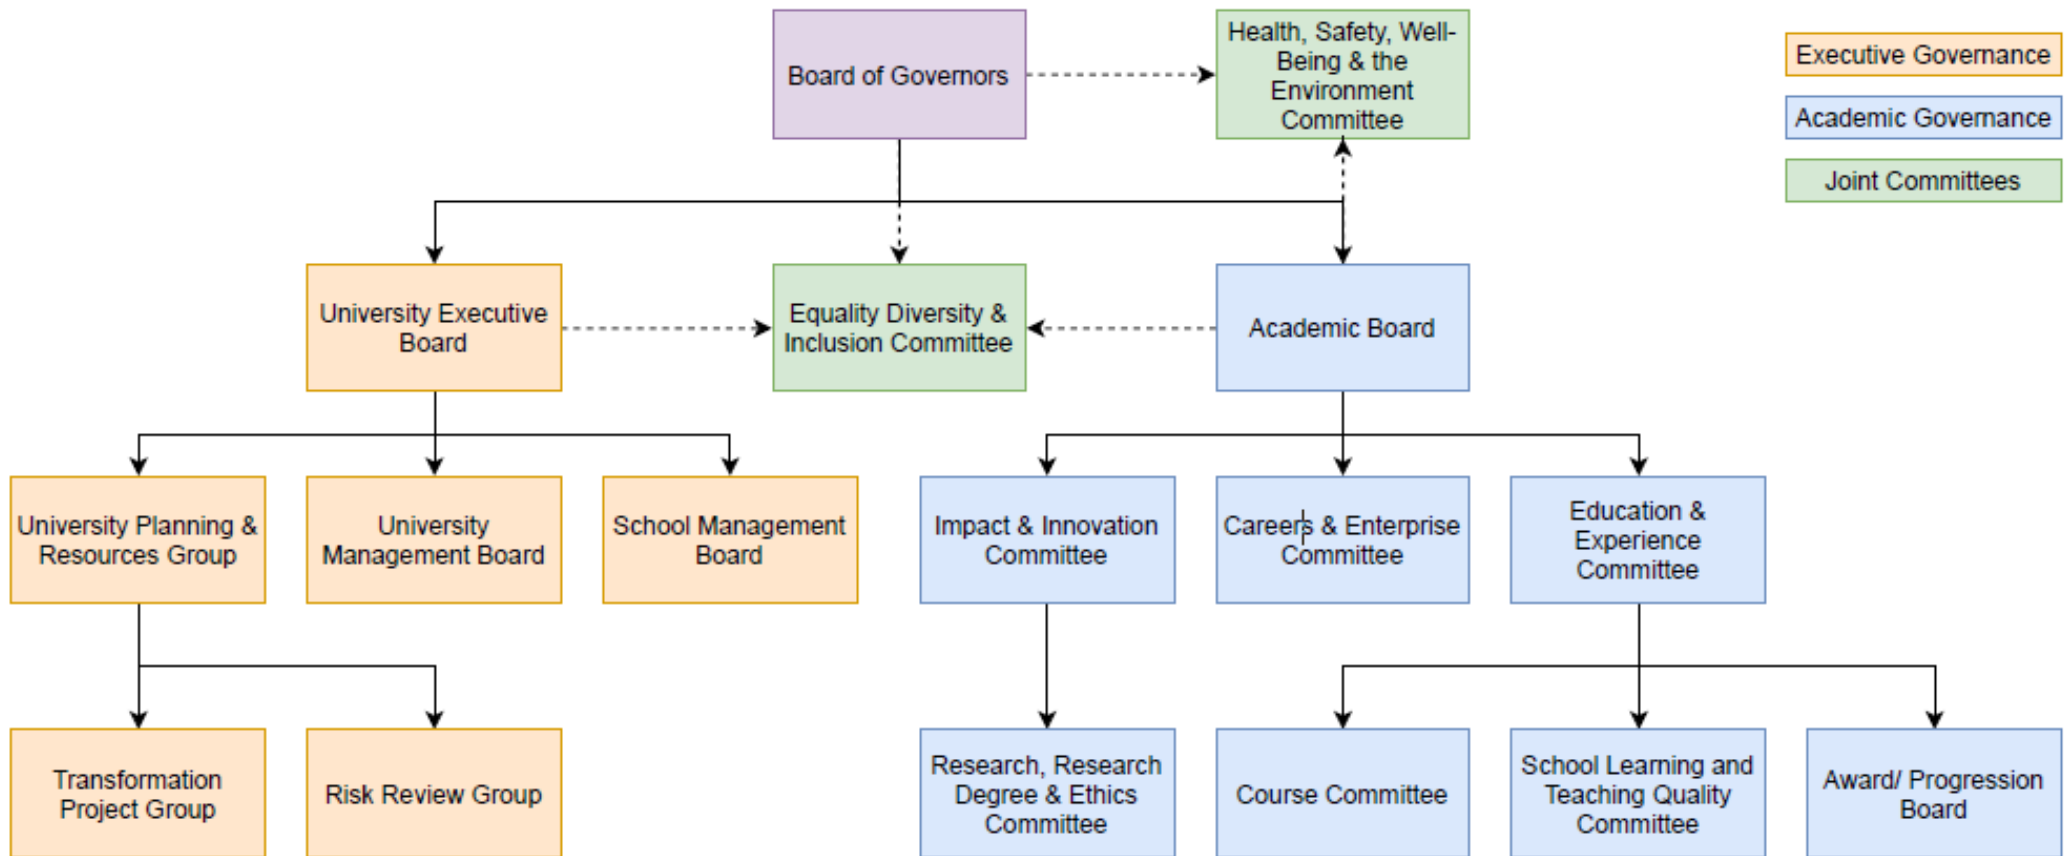 Board of Governors
Health, Safety, Well-
Being & the
Environment
Committee
Executive Governance
Academic Governance
Joint Committees
University Executive
Board
Equality Diversity &
Inclusion Committee
Academic Board
University Planning &
Resources Group
University
Management Board
School Management
Board
Impact & Innovation
Committee
Careers & Enterprise
Committee
Education &
Experience
Committee
Transformation
Project Group
Risk Review Group
Research, Research
Degree & Ethics
Committee
Course Committee
School Learning and
Teaching Quality
Committee
Award/ Progression
Board